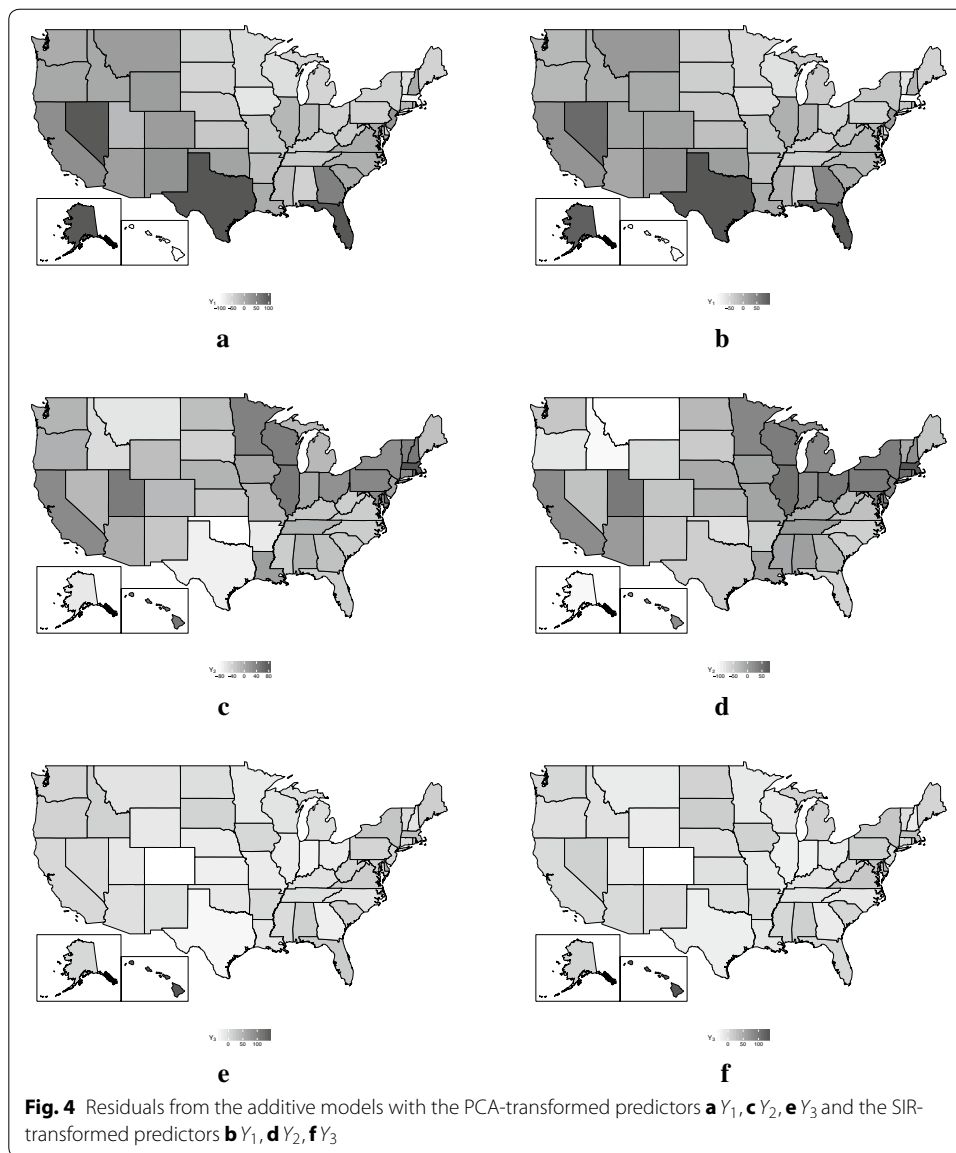 Y1
-100 -50 0 50 100
a
Y1
-50 0 50
b
Y2
-80 -40 0 40 80
c
Y2
-100 -50 0 50
d
Y3
0 50 100
e
Y3
0 50 100
f
Fig. 4 Residuals from the additive models with the PCA-transformed predictors a Y1, c Y2, e Y3 and the SIR-
transformed predictors b Y1, d Y2, f Y3